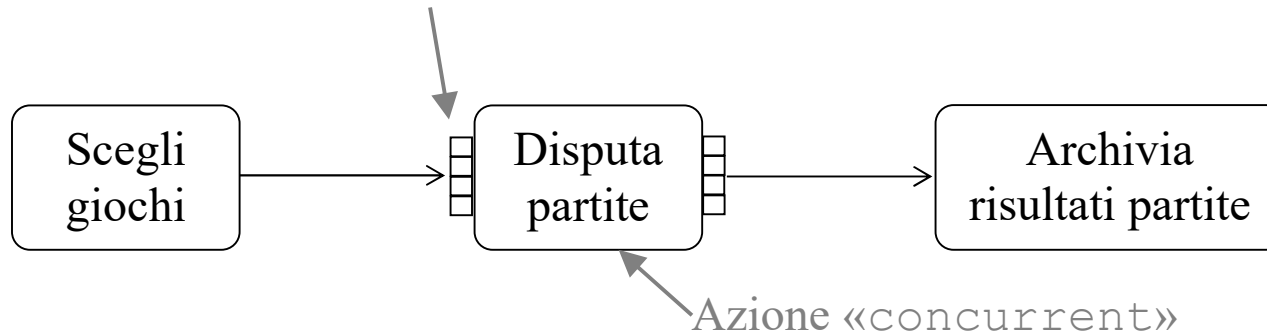 Scegli
giochi
Disputa
partite
Archivia
risultati partite
Azione «concurrent»